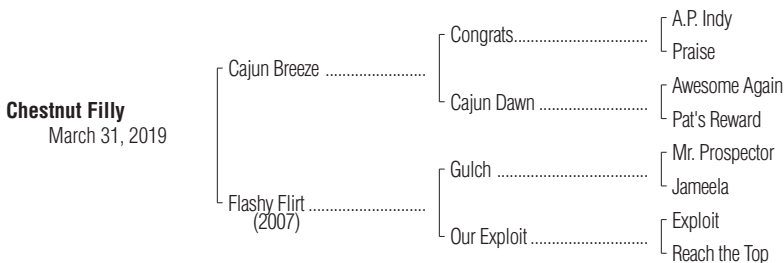 A.P. Indy
Congrats...............................................
Praise
Cajun Breeze ...................................
Awesome Again
Cajun Dawn ......................................
Pat's Reward
Chestnut Filly
March 31, 2019
Mr. Prospector
Gulch ....................................................
Jameela
Flashy Flirt .........................................
(2007)
Exploit
Our Exploit.........................................
Reach the Top